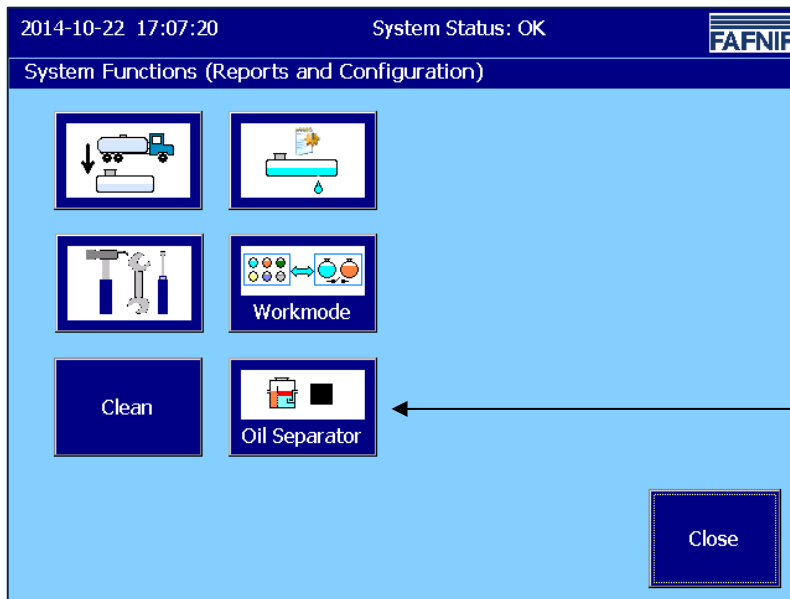 2014-10-22 17:07:20 System Status: OK
FAFNIR
System Functions (Reports and Configuration)
Workmode
Clean
Oil Separator
Close